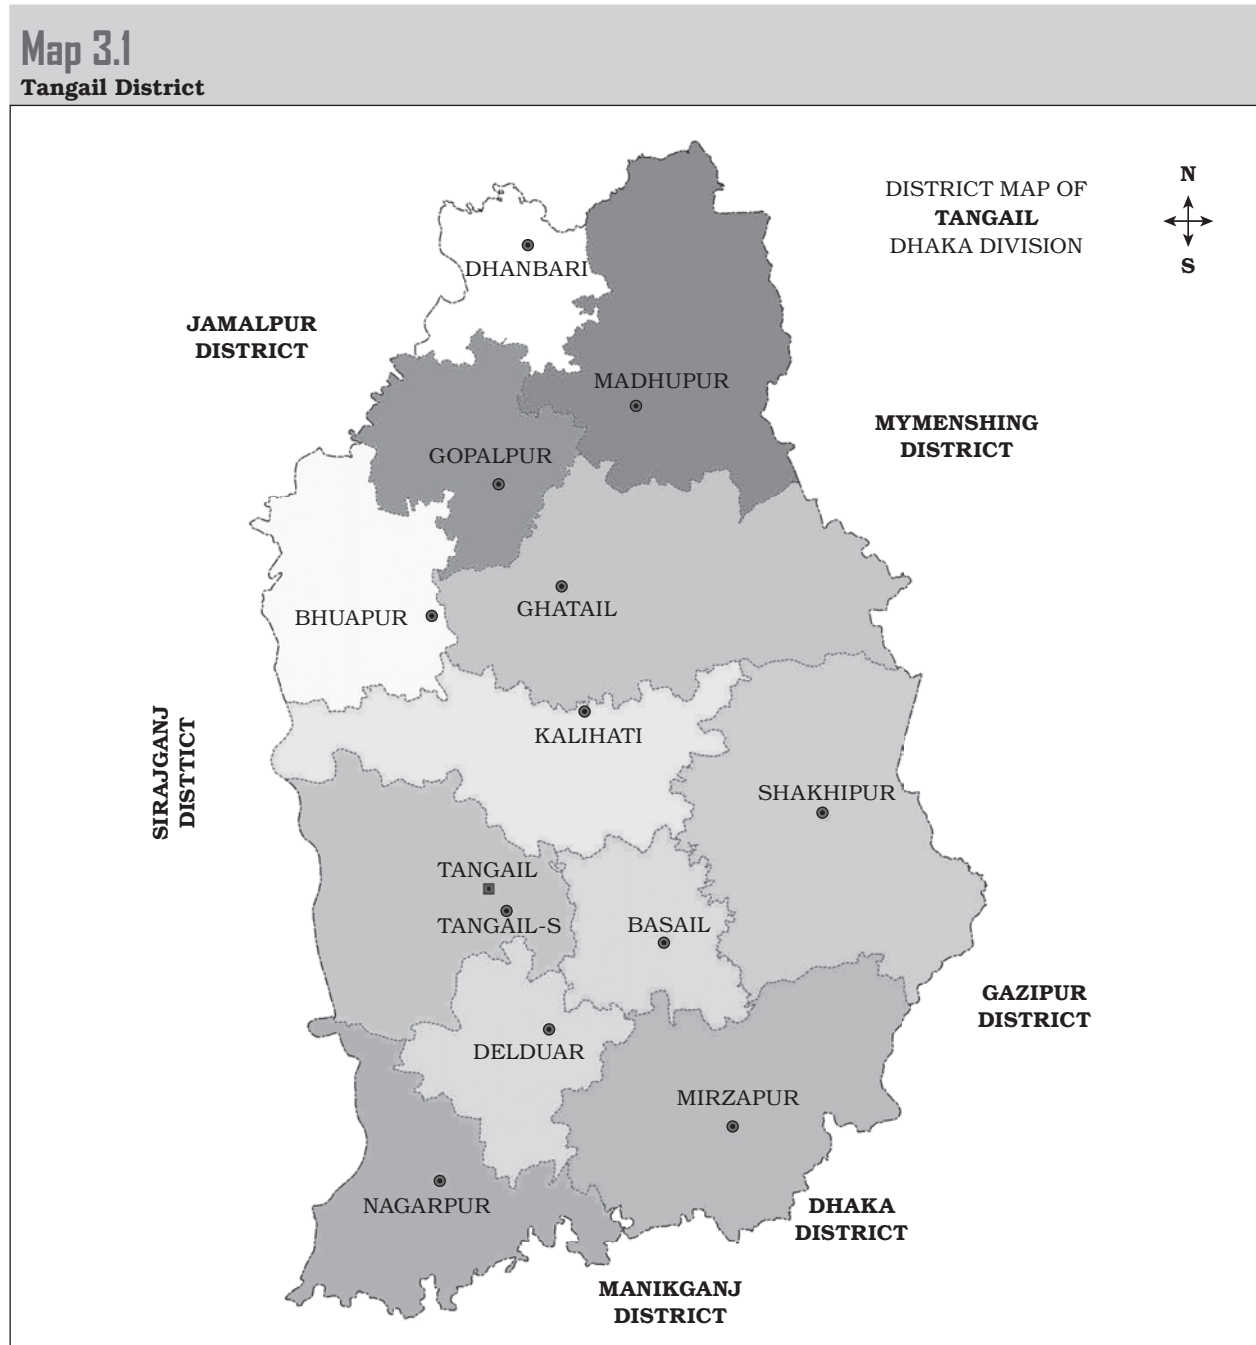 Map 3.1
Tangail District
DISTRICT MAP OF
TANGAIL
DHAKA DIVISION
N
S
DHANBARI
JAMALPUR
DISTRICT
MADHUPUR
MYMENSHING
DISTRICT
GOPALPUR
GHATAIL
BHUAPUR
SIRAJGANJ
DISTTICT
KALIHATI
SHAKHIPUR
TANGAIL
TANGAIL-S
BASAIL
GAZIPUR
DISTRICT
DELDUAR
MIRZAPUR
NAGARPUR
DHAKA
DISTRICT
MANIKGANJ
DISTRICT